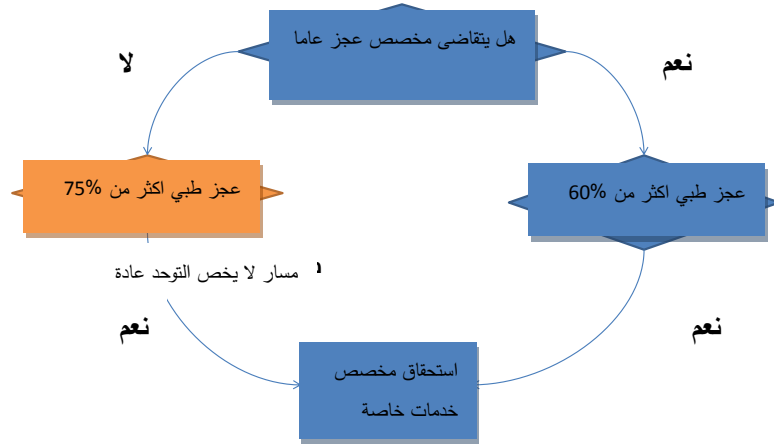 هل يتقاضى مخصص عجز عاما
نعم
لا
عجز طبي اكثر من 60%
عجز طبي اكثر من 75%
مسار لا يخص التوحد عادة
نعم
نعم
استحقاق مخصص
خدمات خاصة